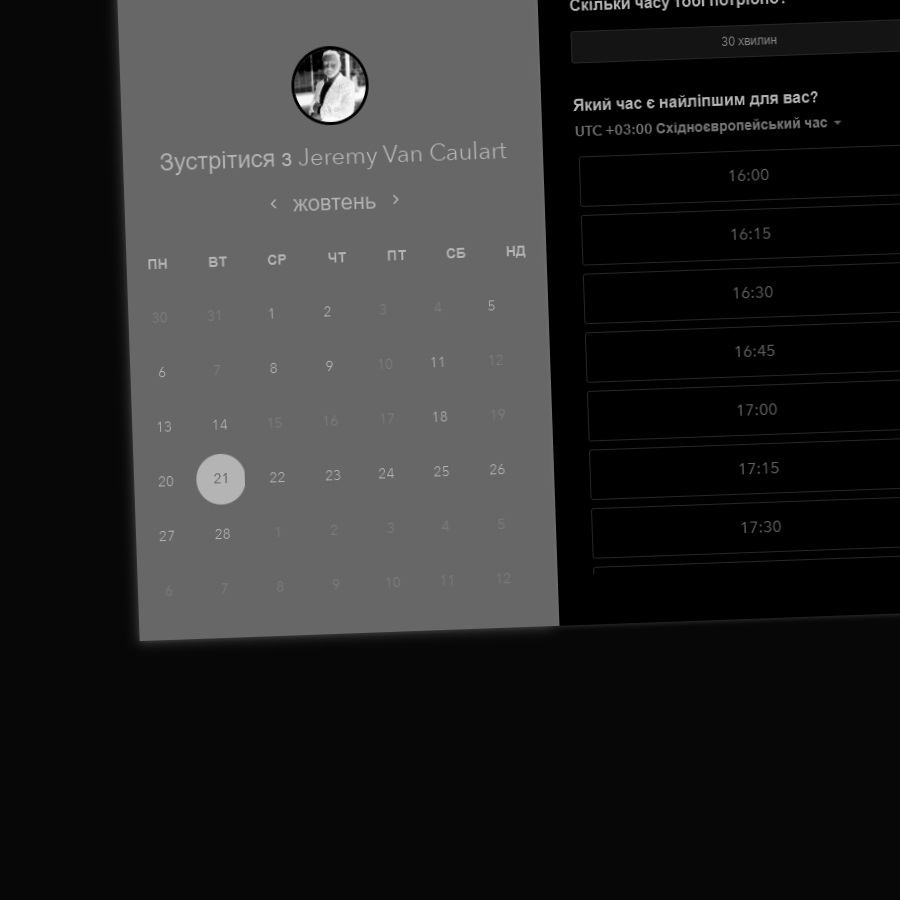 Зустрітися з Jeremy Van Caulart
жовтень
ПН ВТ СР ЧТ ПТ СБ НД
30 31 1 2 3 4 5
6 7 8 9 10 11 12
13 14 15 16 17 18 19
20 21 22 23 24 25 26
27 28 1 2 3 4 5
6 7 8 9 10 11 12
Скільки часу тобі потрібно?
30 хвилин
Який час є найліпшим для вас?
UTC +03:00 Східноєвропейський час
16:00
16:15
16:30
16:45
17:00
17:15
17:30